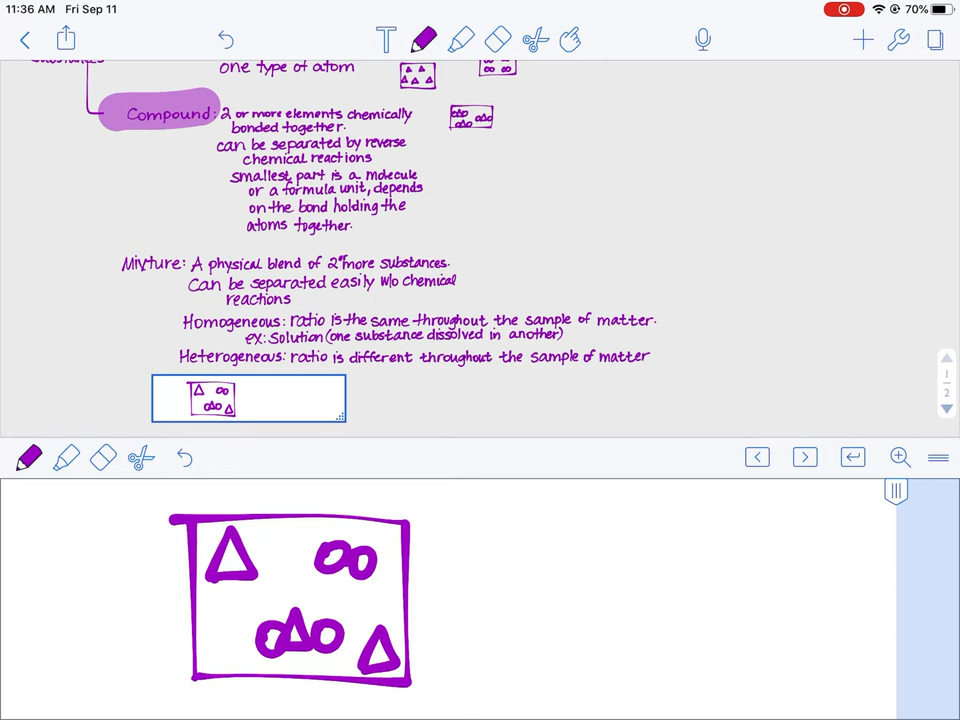 11:36 AM Fri Sep 11
70%
T
one type of atom
Compound: 2 or more elements chemically
bonded together.
can be separated by reverse
chemical reactions
smallest part is a molecule
or a formula unit, depends
on the bond holding the
atoms together.
Mixture: A physical blend of 2 or more substances.
Can be separated easily w/o chemical
reactions
Homogeneous: ratio is the same throughout the sample of matter.
ex: solution (one substance dissolved in another)
Heterogeneous: ratio is different throughout the sample of matter
1
2